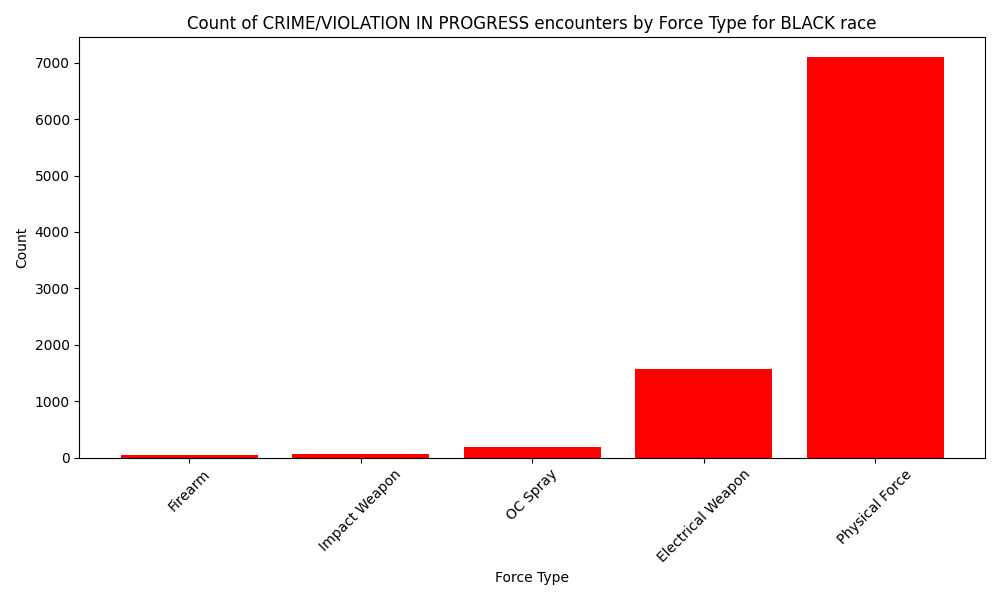 Count of CRIME/VIOLATION IN PROGRESS encounters by Force Type for BLACK race
7000
6000
5000
4000
3000
2000
1000
0
Count
Firearm
Impact Weapon
OC Spray
Electrical Weapon
Physical Force
Force Type